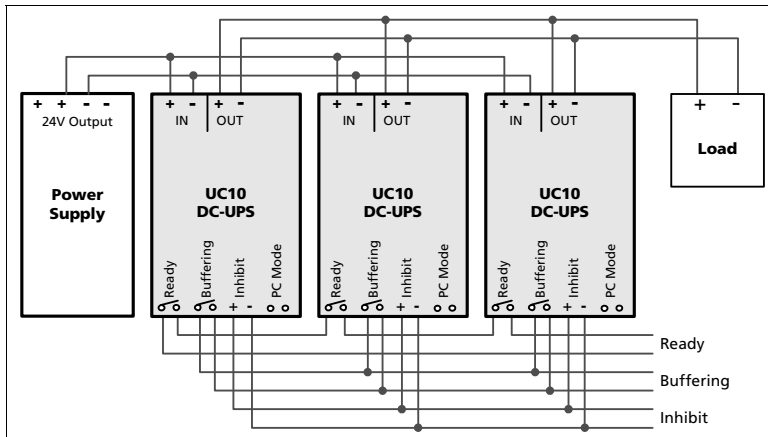 + + - -
24V Output
Power
Supply
+ - + -
IN OUT
UC10
DC-UPS
Ready
Buffering
+ Inhibit -
PC Mode
+ - + -
IN OUT
UC10
DC-UPS
Ready
Buffering
+ Inhibit -
PC Mode
+ - + -
IN OUT
UC10
DC-UPS
Ready
Buffering
+ Inhibit -
PC Mode
+ -
Load
Ready
Buffering
Inhibit